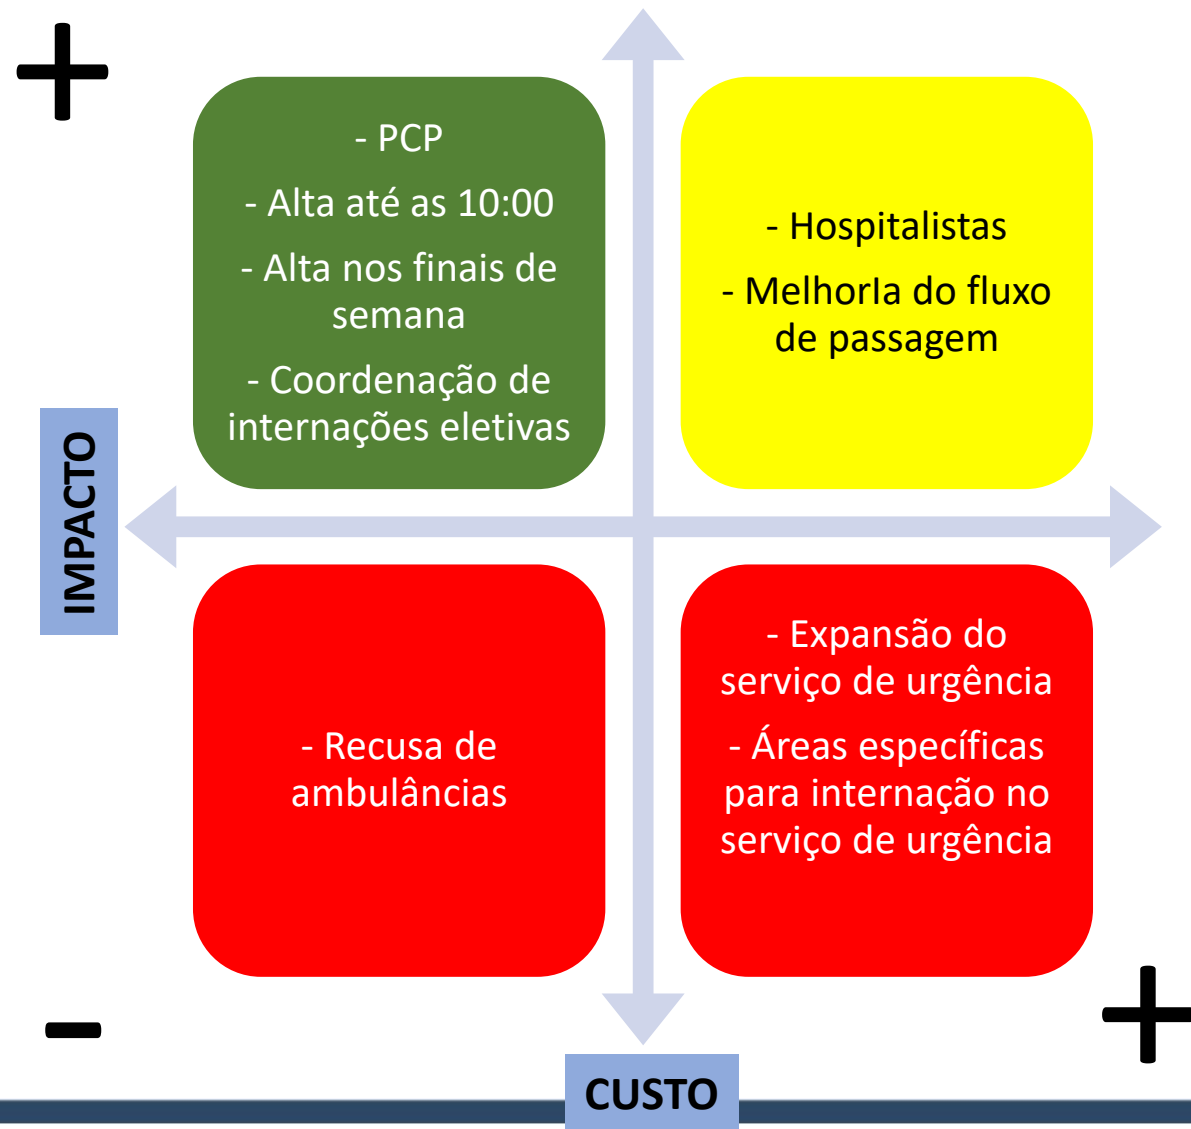 +
- PCP
- Alta até as 10:00
- Alta nos finais de
semana
- Coordenação de
internações eletivas
- Hospitalistas
- MelhorIa do fluxo
de passagem
IMPACTO
- Recusa de
ambulâncias
- Expansão do
serviço de urgência
- Áreas específicas
para internação no
serviço de urgência
-
+
CUSTO